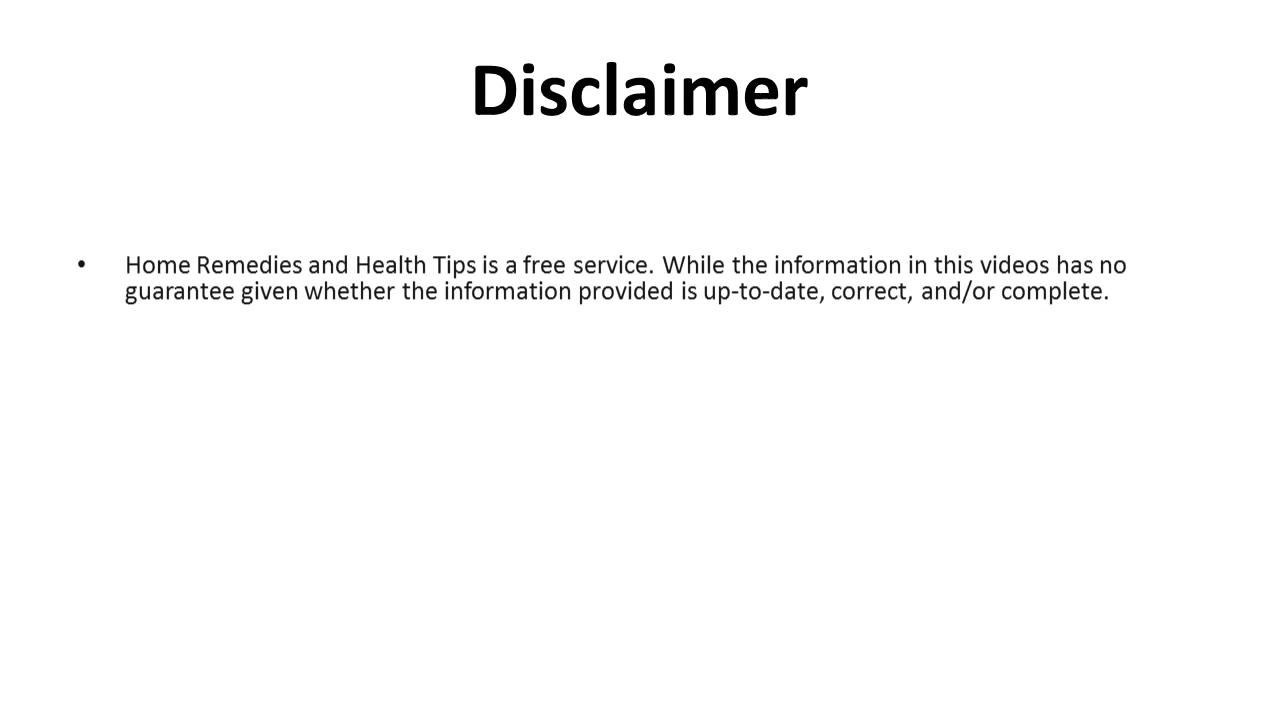 Disclaimer
• Home Remedies and Health Tips is a free service. While the information in this videos has no
guarantee given whether the information provided is up-to-date, correct, and/or complete.